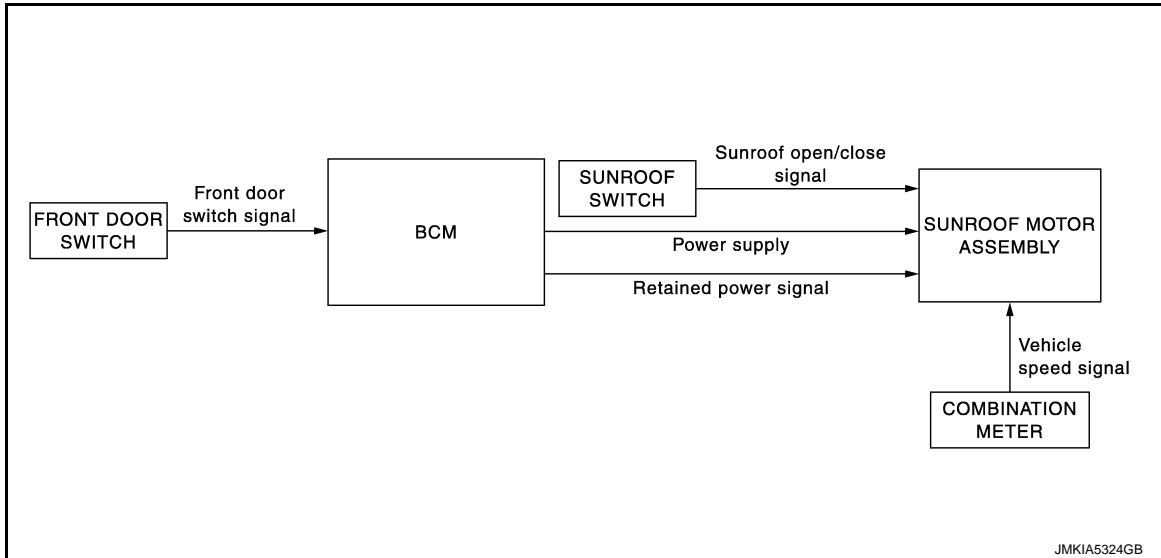 Front door
switch signal
FRONT DOOR
SWITCH
BCM
SUNROOF
SWITCH
Sunroof open/close
signal
Power supply
Retained power signal
SUNROOF MOTOR
ASSEMBLY
Vehicle
speed signal
COMBINATION
METER
JMKIA5324GB